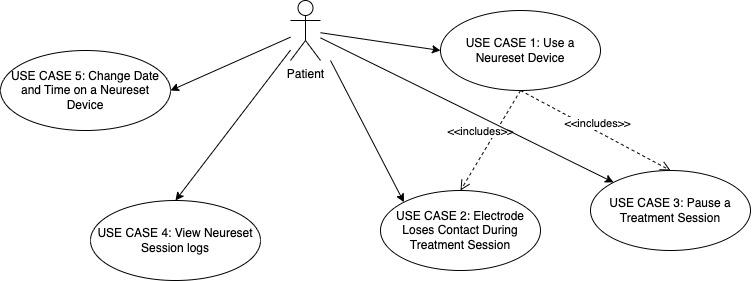 USE CASE 1: Use a
Neureset Device
Patient
USE CASE 5: Change Date
and Time on a Neureset
Device
<<includes>>
<<includes>>
USE CASE 4: View Neureset
Session logs
USE CASE 2: Electrode
Loses Contact During
Treatment Session
USE CASE 3: Pause a
Treatment Session